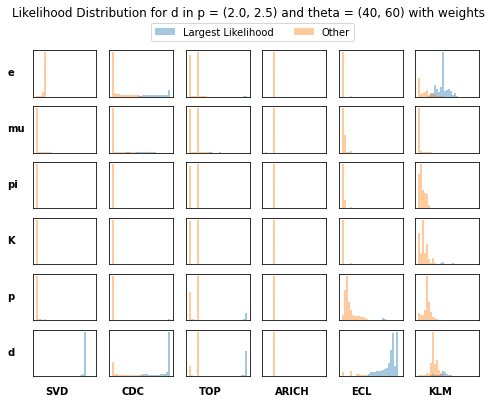 Likelihood Distribution for d in p = (2.0, 2.5) and theta = (40, 60) with weights
Largest Likelihood Other
e
mu
pi
K
p
d
SVD CDC TOP ARICH ECL KLM